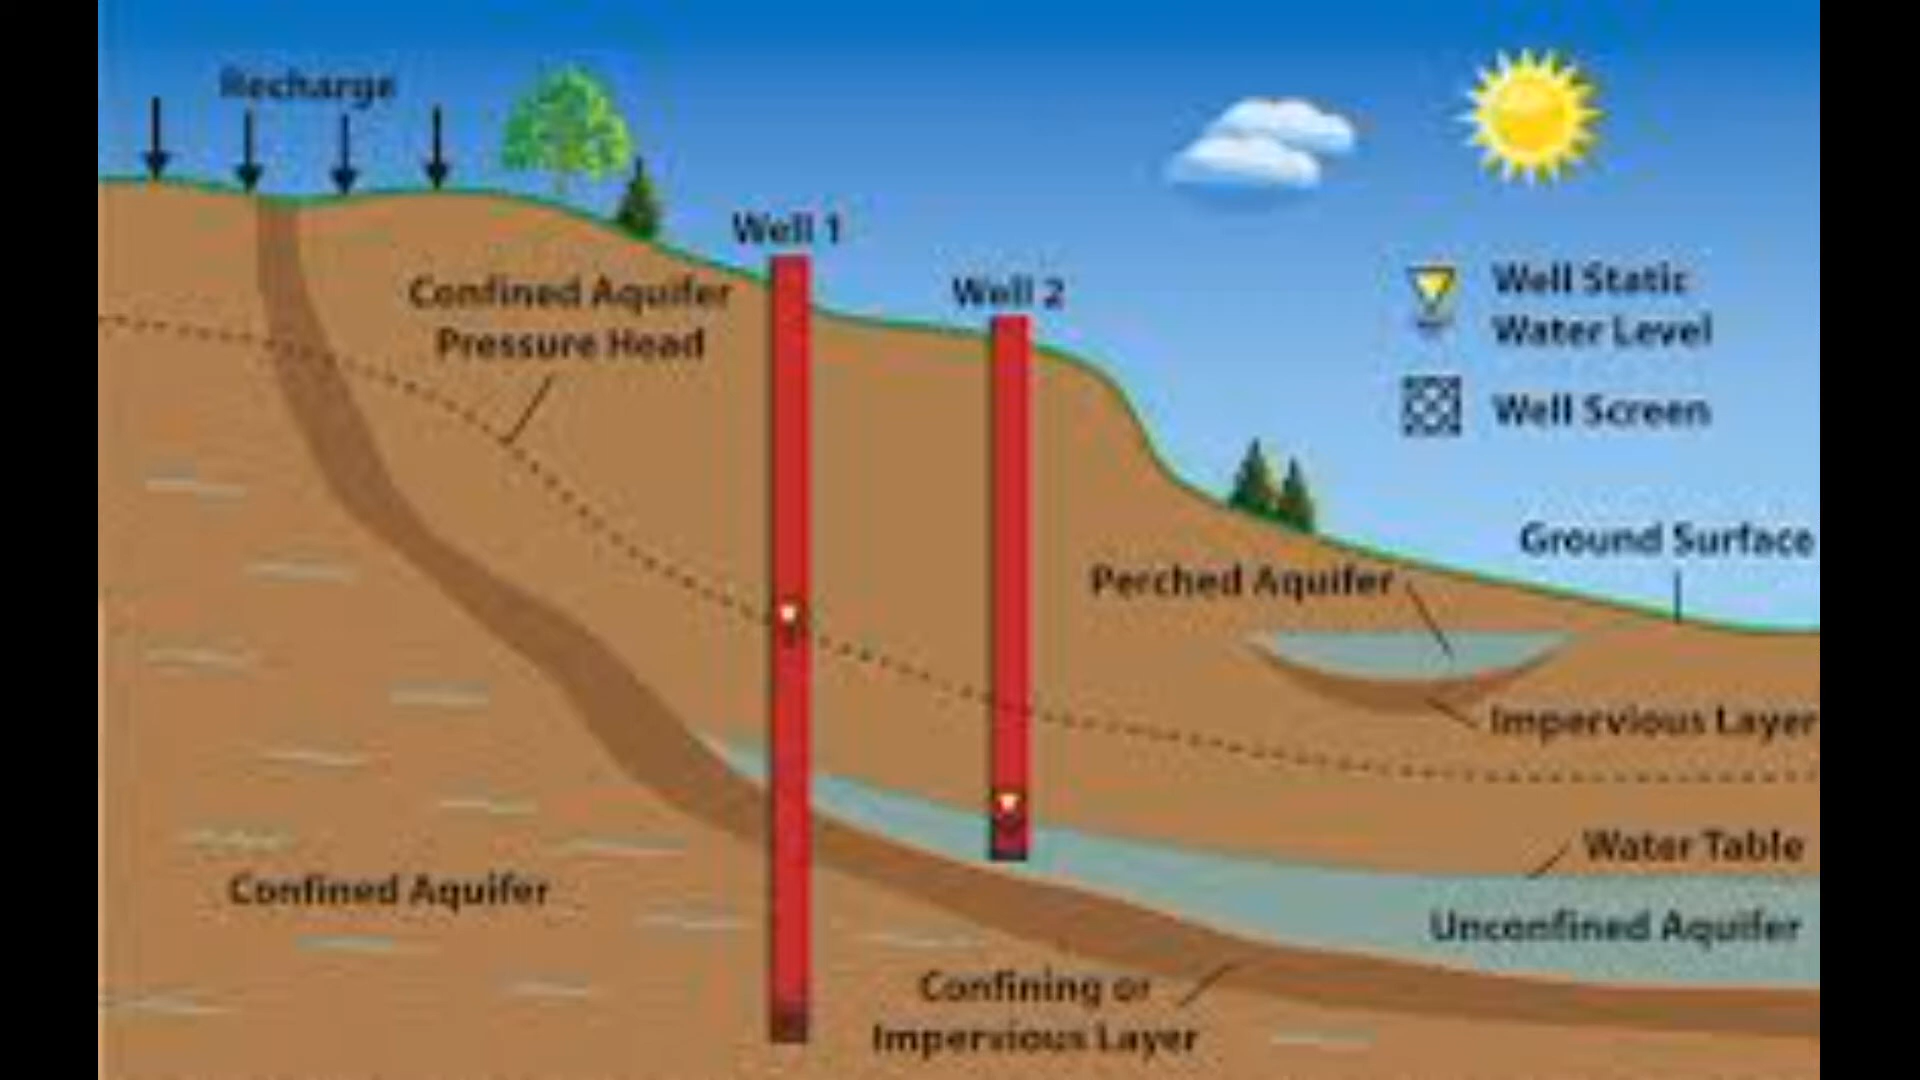 Recharge
Well 1
Confined Aquifer
Pressure Head
Well 2
Well Static
Water Level
Well Screen
Ground Surface
Perched Aquifer
Impervious Layer
Water Table
Confined Aquifer
Unconfined Aquifer
Confining or
Impervious Layer